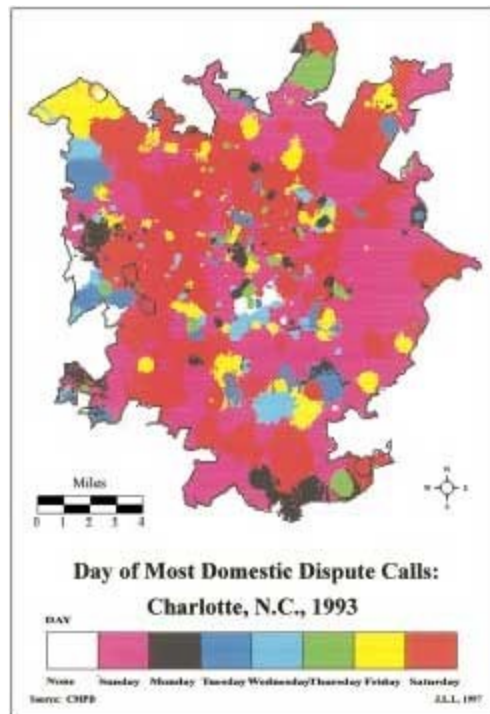 N
W E
S
Miles
0 1 2 3 4
Day of Most Domestic Dispute Calls:
Charlotte, N.C., 1993
DAY
None Sunday Monday Tuesday Wednesday Thursday Friday Saturday
Source: CMPD
J.L.L., 1997